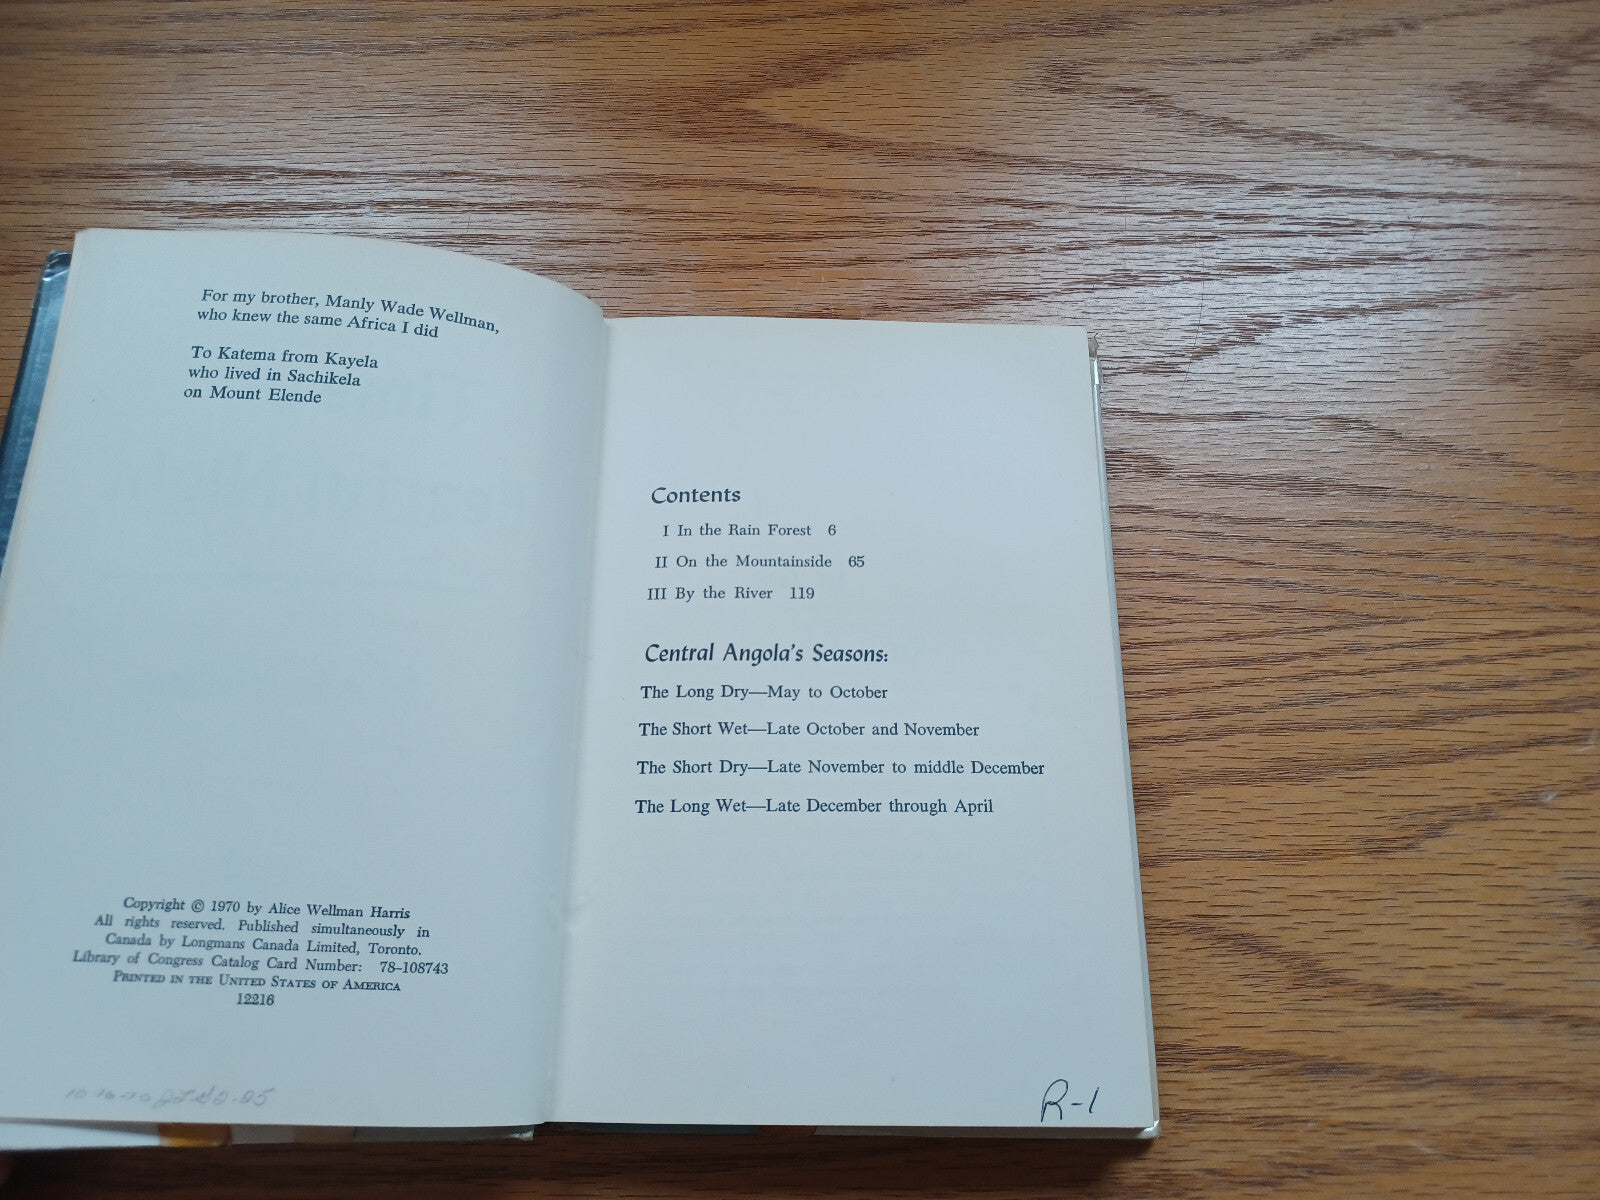 For my brother, Manly Wade Wellman,
who knew the same Africa I did
To Katema from Kayela
who lived in Sachikela
on Mount Elende
Copyright © 1970 by Alice Wellman Harris
All rights reserved. Published simultaneously in
Canada by Longmans Canada Limited, Toronto.
Library of Congress Catalog Card Number: 78-108743
PRINTED IN THE UNITED STATES OF AMERICA
12216
10-16-70
Contents
I In the Rain Forest 6
II On the Mountainside 65
III By the River 119
Central Angola's Seasons:
The Long Dry—May to October
The Short Wet—Late October and November
The Short Dry—Late November to middle December
The Long Wet—Late December through April
R-1